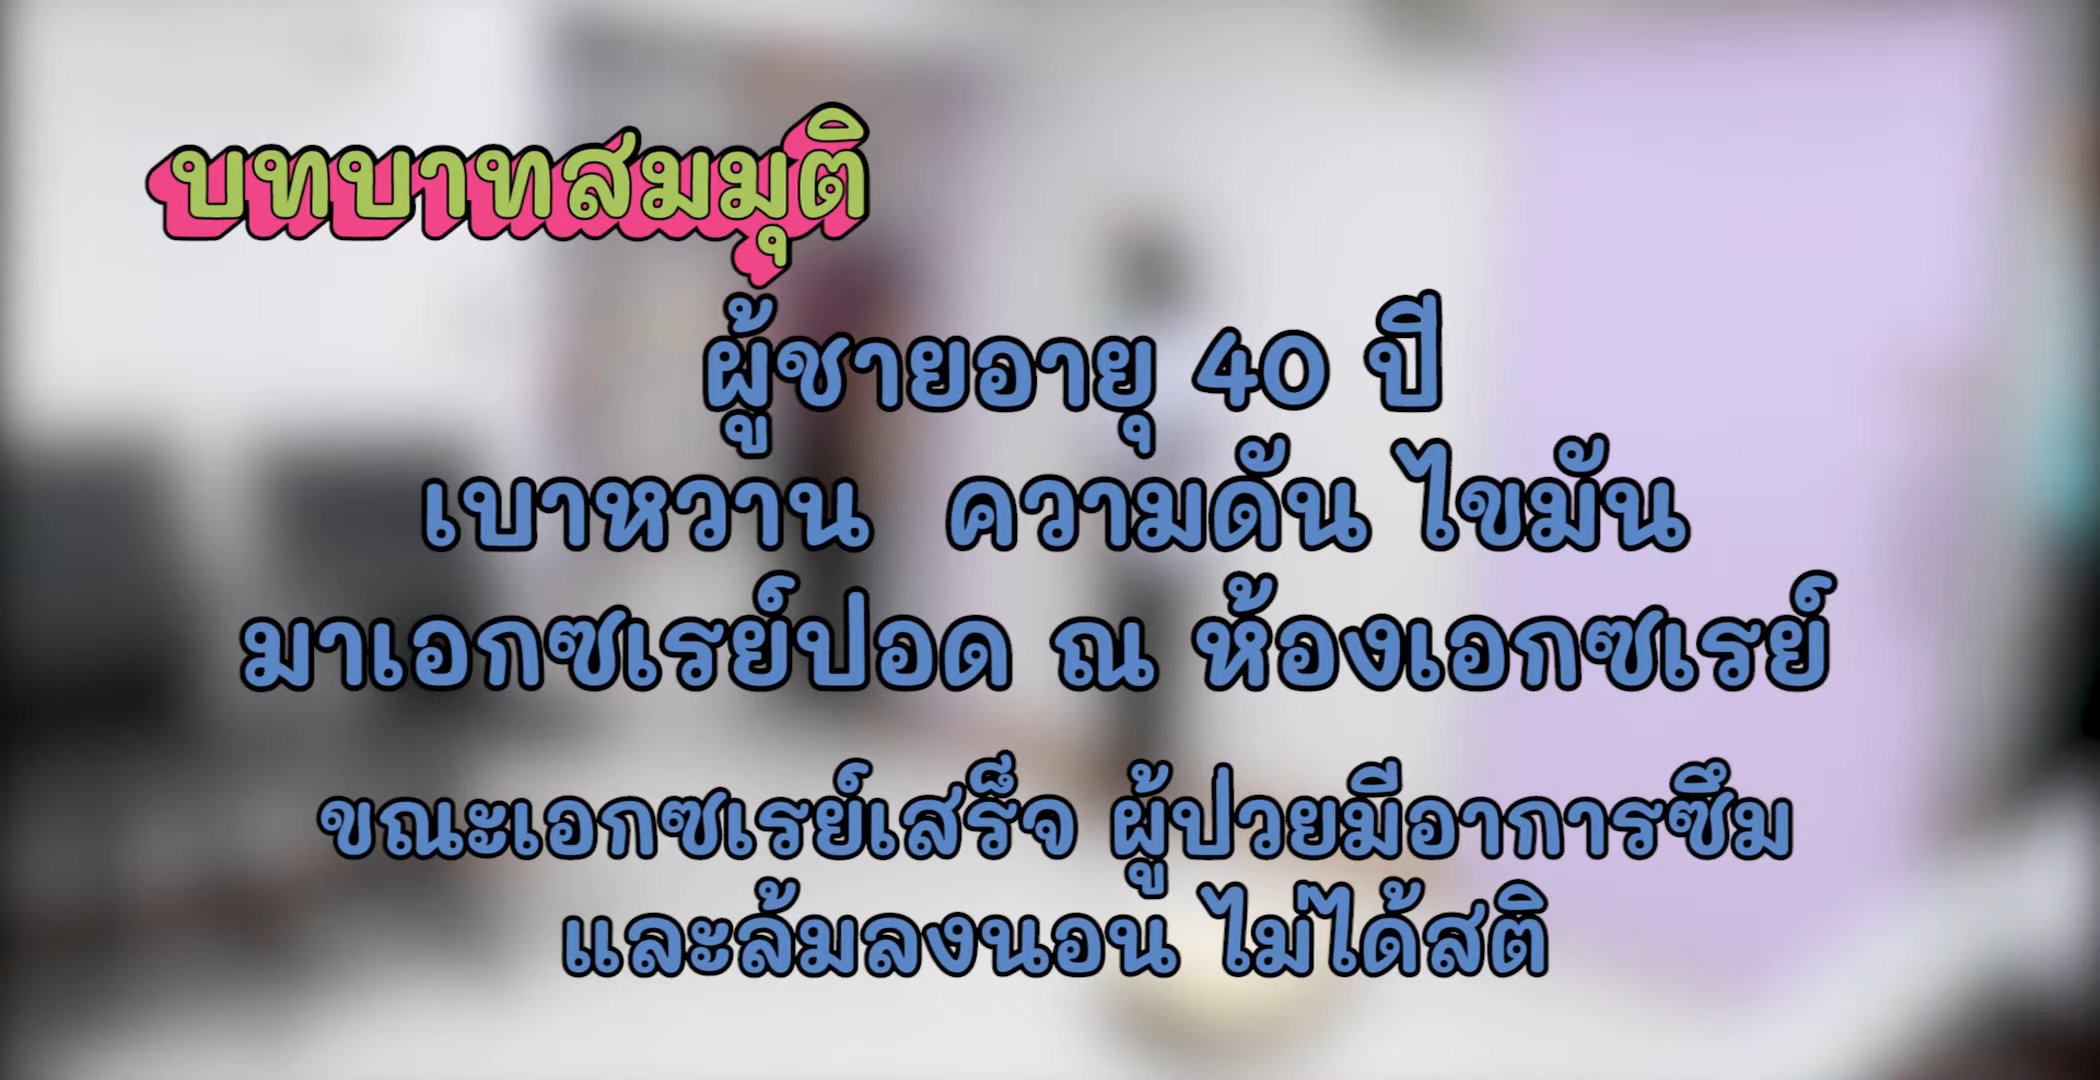 บทบาทสมมุติ
ผู้ชายอายุ 40 ปี
เบาหวาน ความดัน ไขมัน
มาเอกซเรย์ปอด ณ ห้องเอกซเรย์
ขณะเอกซเรย์เสร็จ ผู้ป่วยมีอาการซึม
และล้มลงนอน ไม่ได้สติ